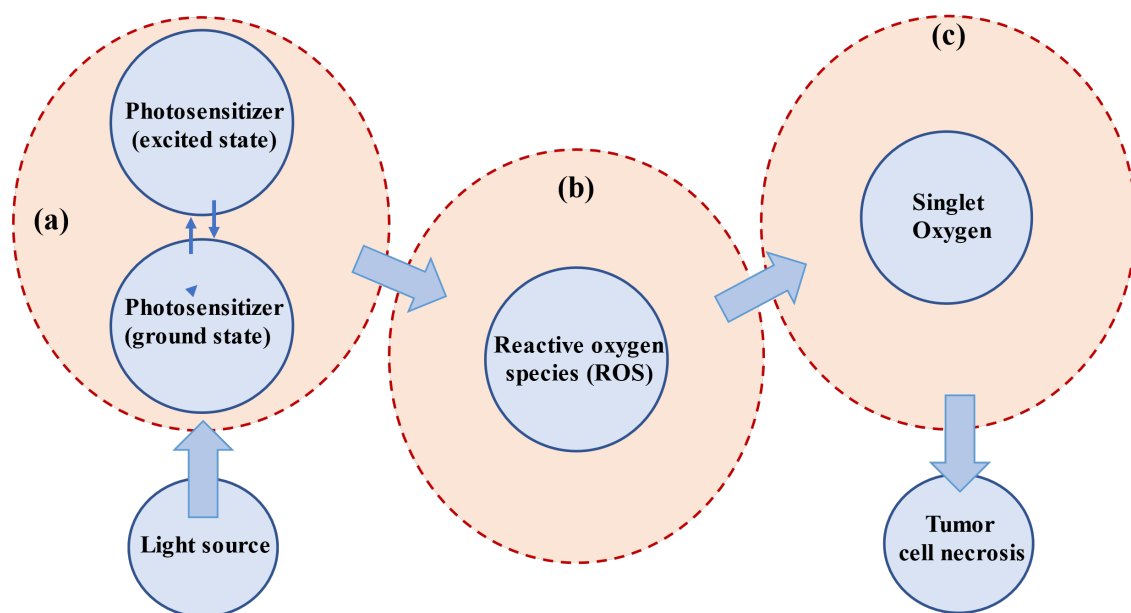 (a)
Photosensitizer
(excited state)
Photosensitizer
(ground state)
Light source
(b)
Reactive oxygen
species (ROS)
(c)
Singlet
Oxygen
Tumor
cell necrosis